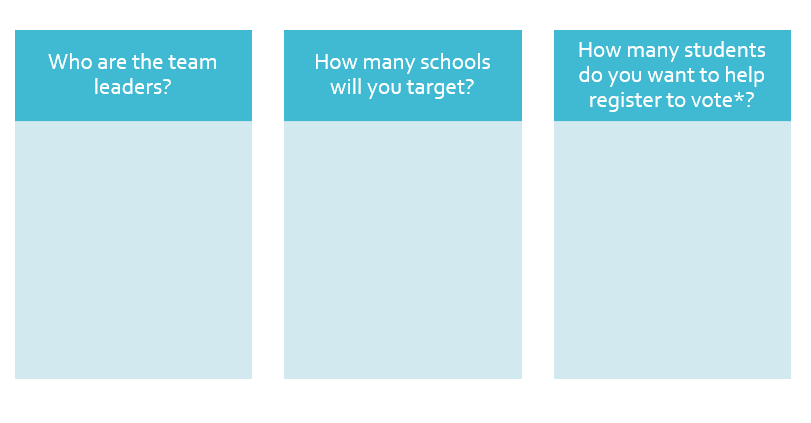 Who are the team
leaders?
How many schools
will you target?
How many students
do you want to help
register to vote*?